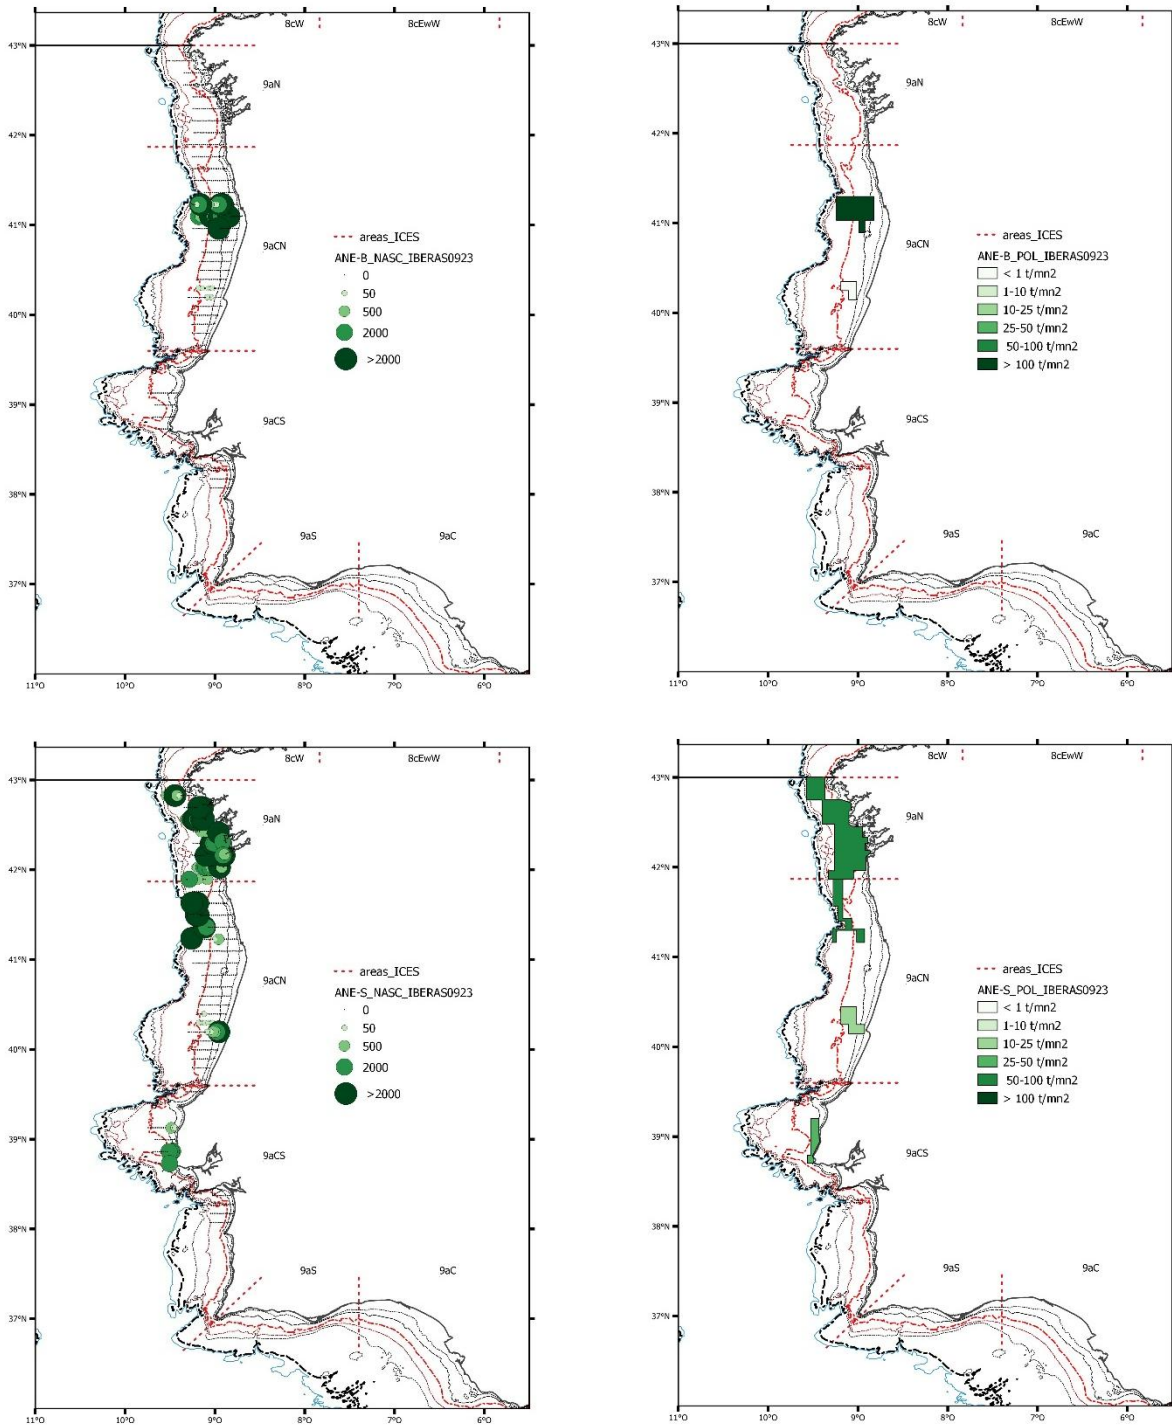 8cW 8cEwW
43°N
9aN
42°N
41°N
9aCN
40°N
39°N
9aCS
38°N
9aS 9aC
37°N
11°O 10°O 9°O 8°O 7°O 6°O
areas_ICES
ANE-B_NASC_IBERAS0923
0
50
500
2000
>2000
8cW 8cEwW
43°N
9aN
42°N
41°N
9aCN
40°N
39°N
9aCS
38°N
9aS 9aC
37°N
11°O 10°O 9°O 8°O 7°O 6°O
areas_ICES
ANE-B_POL_IBERAS0923
< 1 t/mn2
1-10 t/mn2
10-25 t/mn2
25-50 t/mn2
50-100 t/mn2
> 100 t/mn2
8cW 8cEwW
43°N
9aN
42°N
41°N
9aCN
40°N
39°N
9aCS
38°N
9aS 9aC
37°N
11°O 10°O 9°O 8°O 7°O 6°O
areas_ICES
ANE-S_NASC_IBERAS0923
0
50
500
2000
>2000
8cW 8cEwW
43°N
9aN
42°N
41°N
9aCN
40°N
39°N
9aCS
38°N
9aS 9aC
37°N
11°O 10°O 9°O 8°O 7°O 6°O
areas_ICES
ANE-S_POL_IBERAS0923
< 1 t/mn2
1-10 t/mn2
10-25 t/mn2
25-50 t/mn2
50-100 t/mn2
> 100 t/mn2